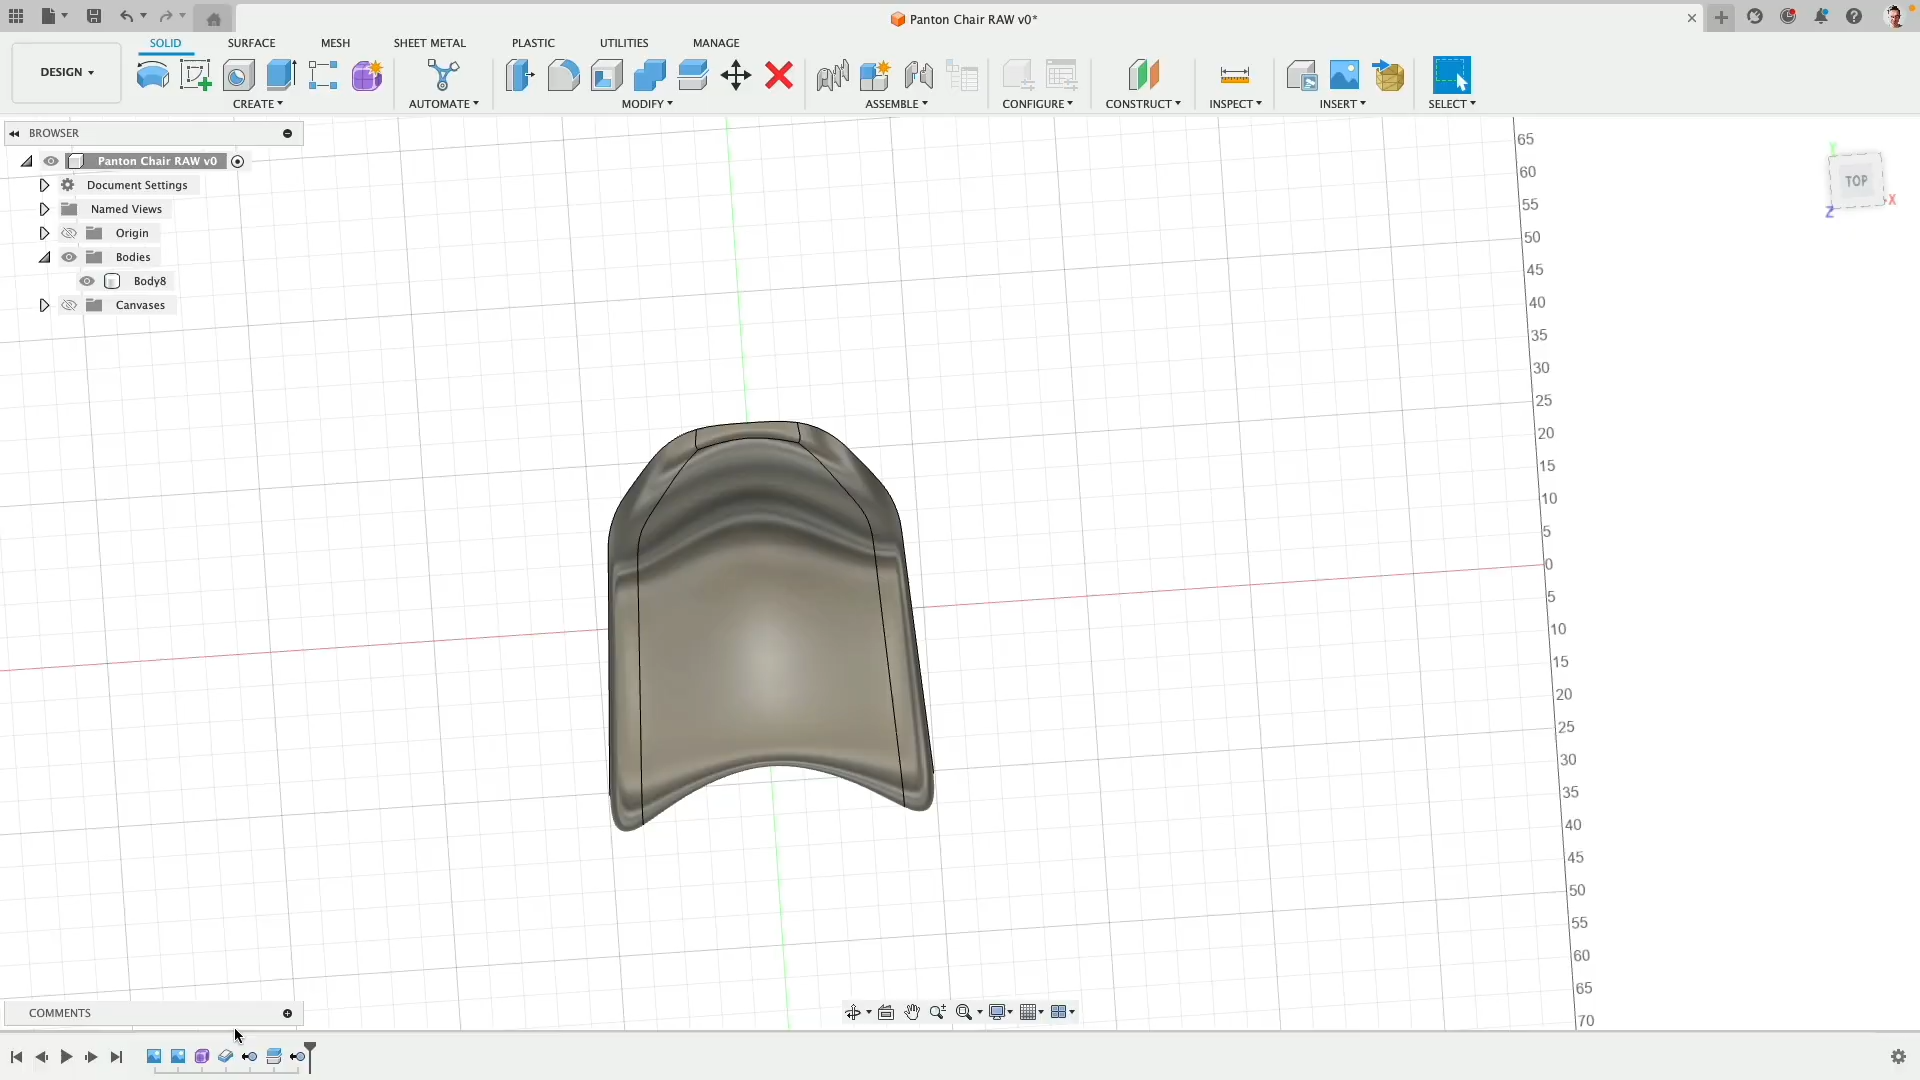 Panton Chair RAW v0*
DESIGN
SOLID
SURFACE
MESH
SHEET METAL
PLASTIC
UTILITIES
MANAGE
CREATE
AUTOMATE
MODIFY
ASSEMBLE
CONFIGURE
CONSTRUCT
INSPECT
INSERT
SELECT
BROWSER
Panton Chair RAW v0
Document Settings
Named Views
Origin
Bodies
Body8
Canvases
TOP
Y
X
Z
65
60
55
50
45
40
35
30
25
20
15
10
5
0
5
10
15
20
25
30
35
40
45
50
55
60
65
70
COMMENTS